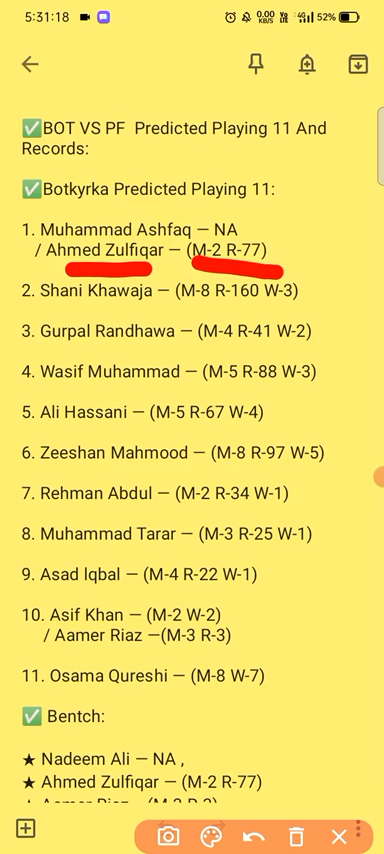 5:31:18 0.00 KB/S Vo LTE 4G 52%
✅BOT VS PF Predicted Playing 11 And
Records:
✅Botkyrka Predicted Playing 11:
1. Muhammad Ashfaq – NA
/ Ahmed Zulfiqar – (M-2 R-77)
2. Shani Khawaja – (M-8 R-160 W-3)
3. Gurpal Randhawa – (M-4 R-41 W-2)
4. Wasif Muhammad – (M-5 R-88 W-3)
5. Ali Hassani – (M-5 R-67 W-4)
6. Zeeshan Mahmood – (M-8 R-97 W-5)
7. Rehman Abdul – (M-2 R-34 W-1)
8. Muhammad Tarar – (M-3 R-25 W-1)
9. Asad Iqbal – (M-4 R-22 W-1)
10. Asif Khan – (M-2 W-2)
/ Aamer Riaz –(M-3 R-3)
11. Osama Qureshi – (M-8 W-7)
✅ Bentch:
★ Nadeem Ali – NA ,
★ Ahmed Zulfiqar – (M-2 R-77)